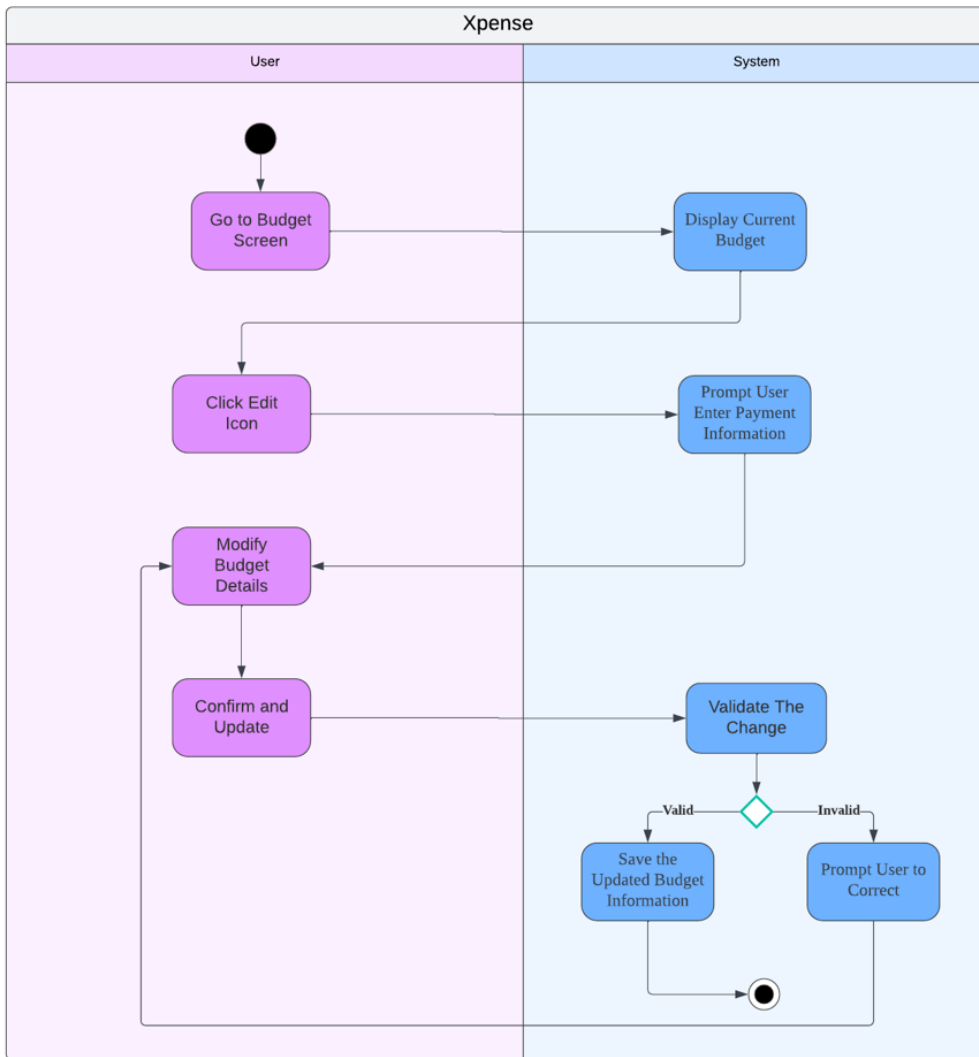 Xpense
User
System
Go to Budget
Screen
Display Current
Budget
Click Edit
Icon
Prompt User
Enter Payment
Information
Modify
Budget
Details
Confirm and
Update
Validate The
Change
Valid
Invalid
Save the
Updated Budget
Information
Prompt User to
Correct